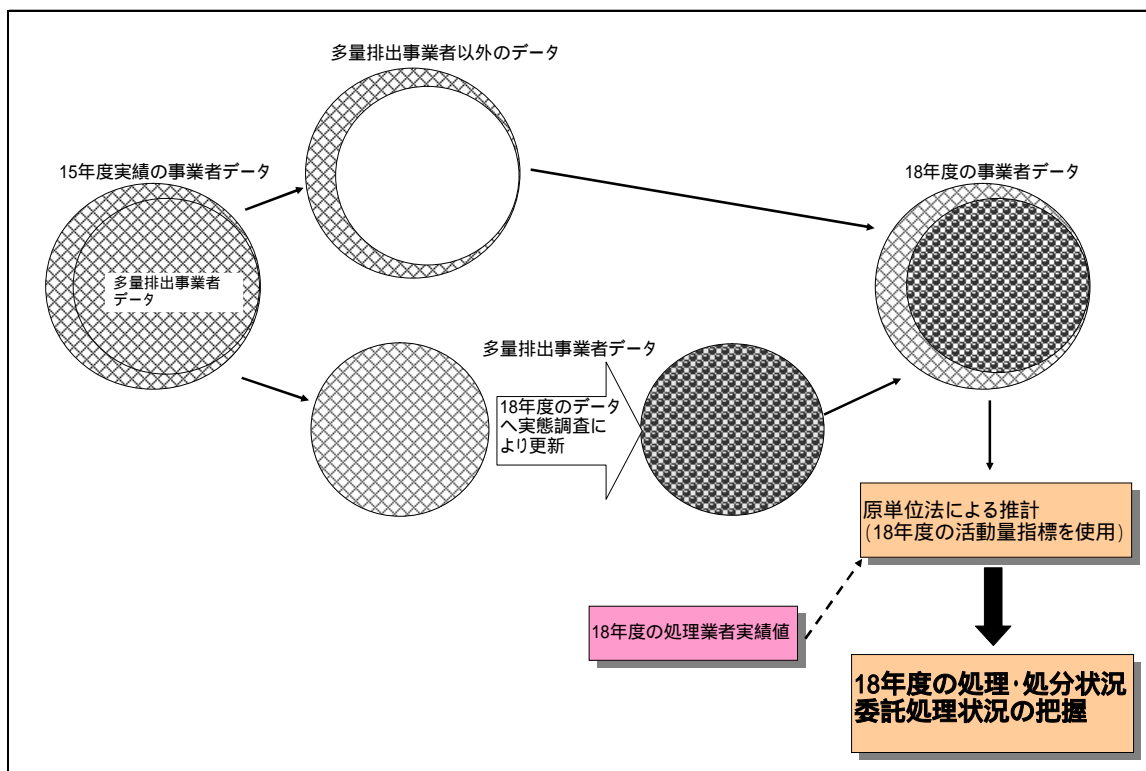 多量排出事業者以外のデータ
15年度実績の事業者データ
18年度の事業者データ
多量排出事業者
データ
多量排出事業者データ
18年度のデータ
へ実態調査に
より更新
原単位法による推計
(18年度の活動量指標を使用)
18年度の処理業者実績値
18年度の処理・処分状況
委託処理状況の把握